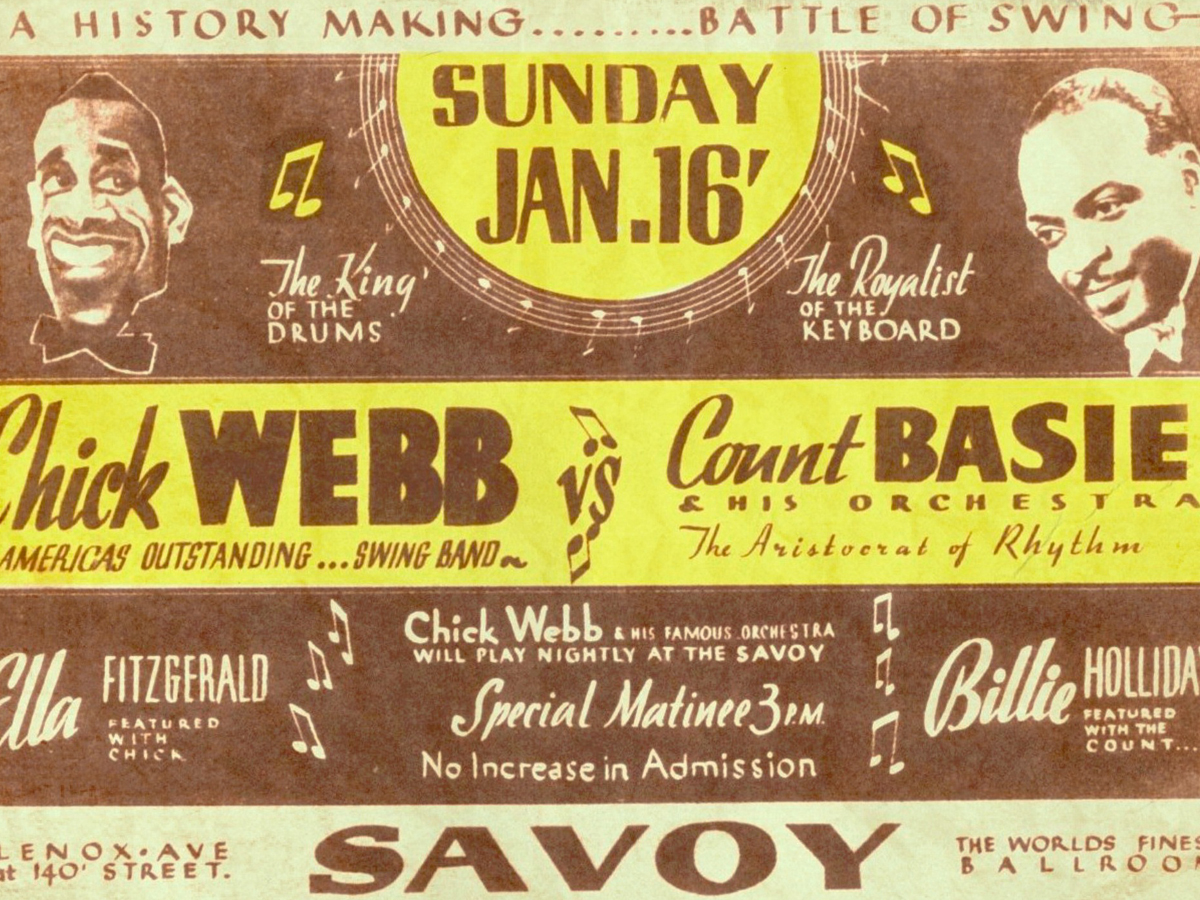 A HISTORY MAKING.........BATTLE OF SWING—
SUNDAY
JAN.16'
The King
OF THE
DRUMS
The Royalist
OF THE
KEYBOARD
Chick WEBB
AMERICAS OUTSTANDING...SWING BAND~
VS
Count BASIE
& HIS ORCHESTRA
The Aristocrat of Rhythm
Ella FITZGERALD
FEATURED
WITH
CHICK
Chick Webb & HIS FAMOUS ORCHESTRA
WILL PLAY NIGHTLY AT THE SAVOY
Special Matinee 3 P.M.
No Increase in Admission
Billie HOLLIDAY
FEATURED
WITH THE
COUNT...
LENOX·AVE
at 140' STREET.
SAVOY
THE WORLDS FINES
BALLROO